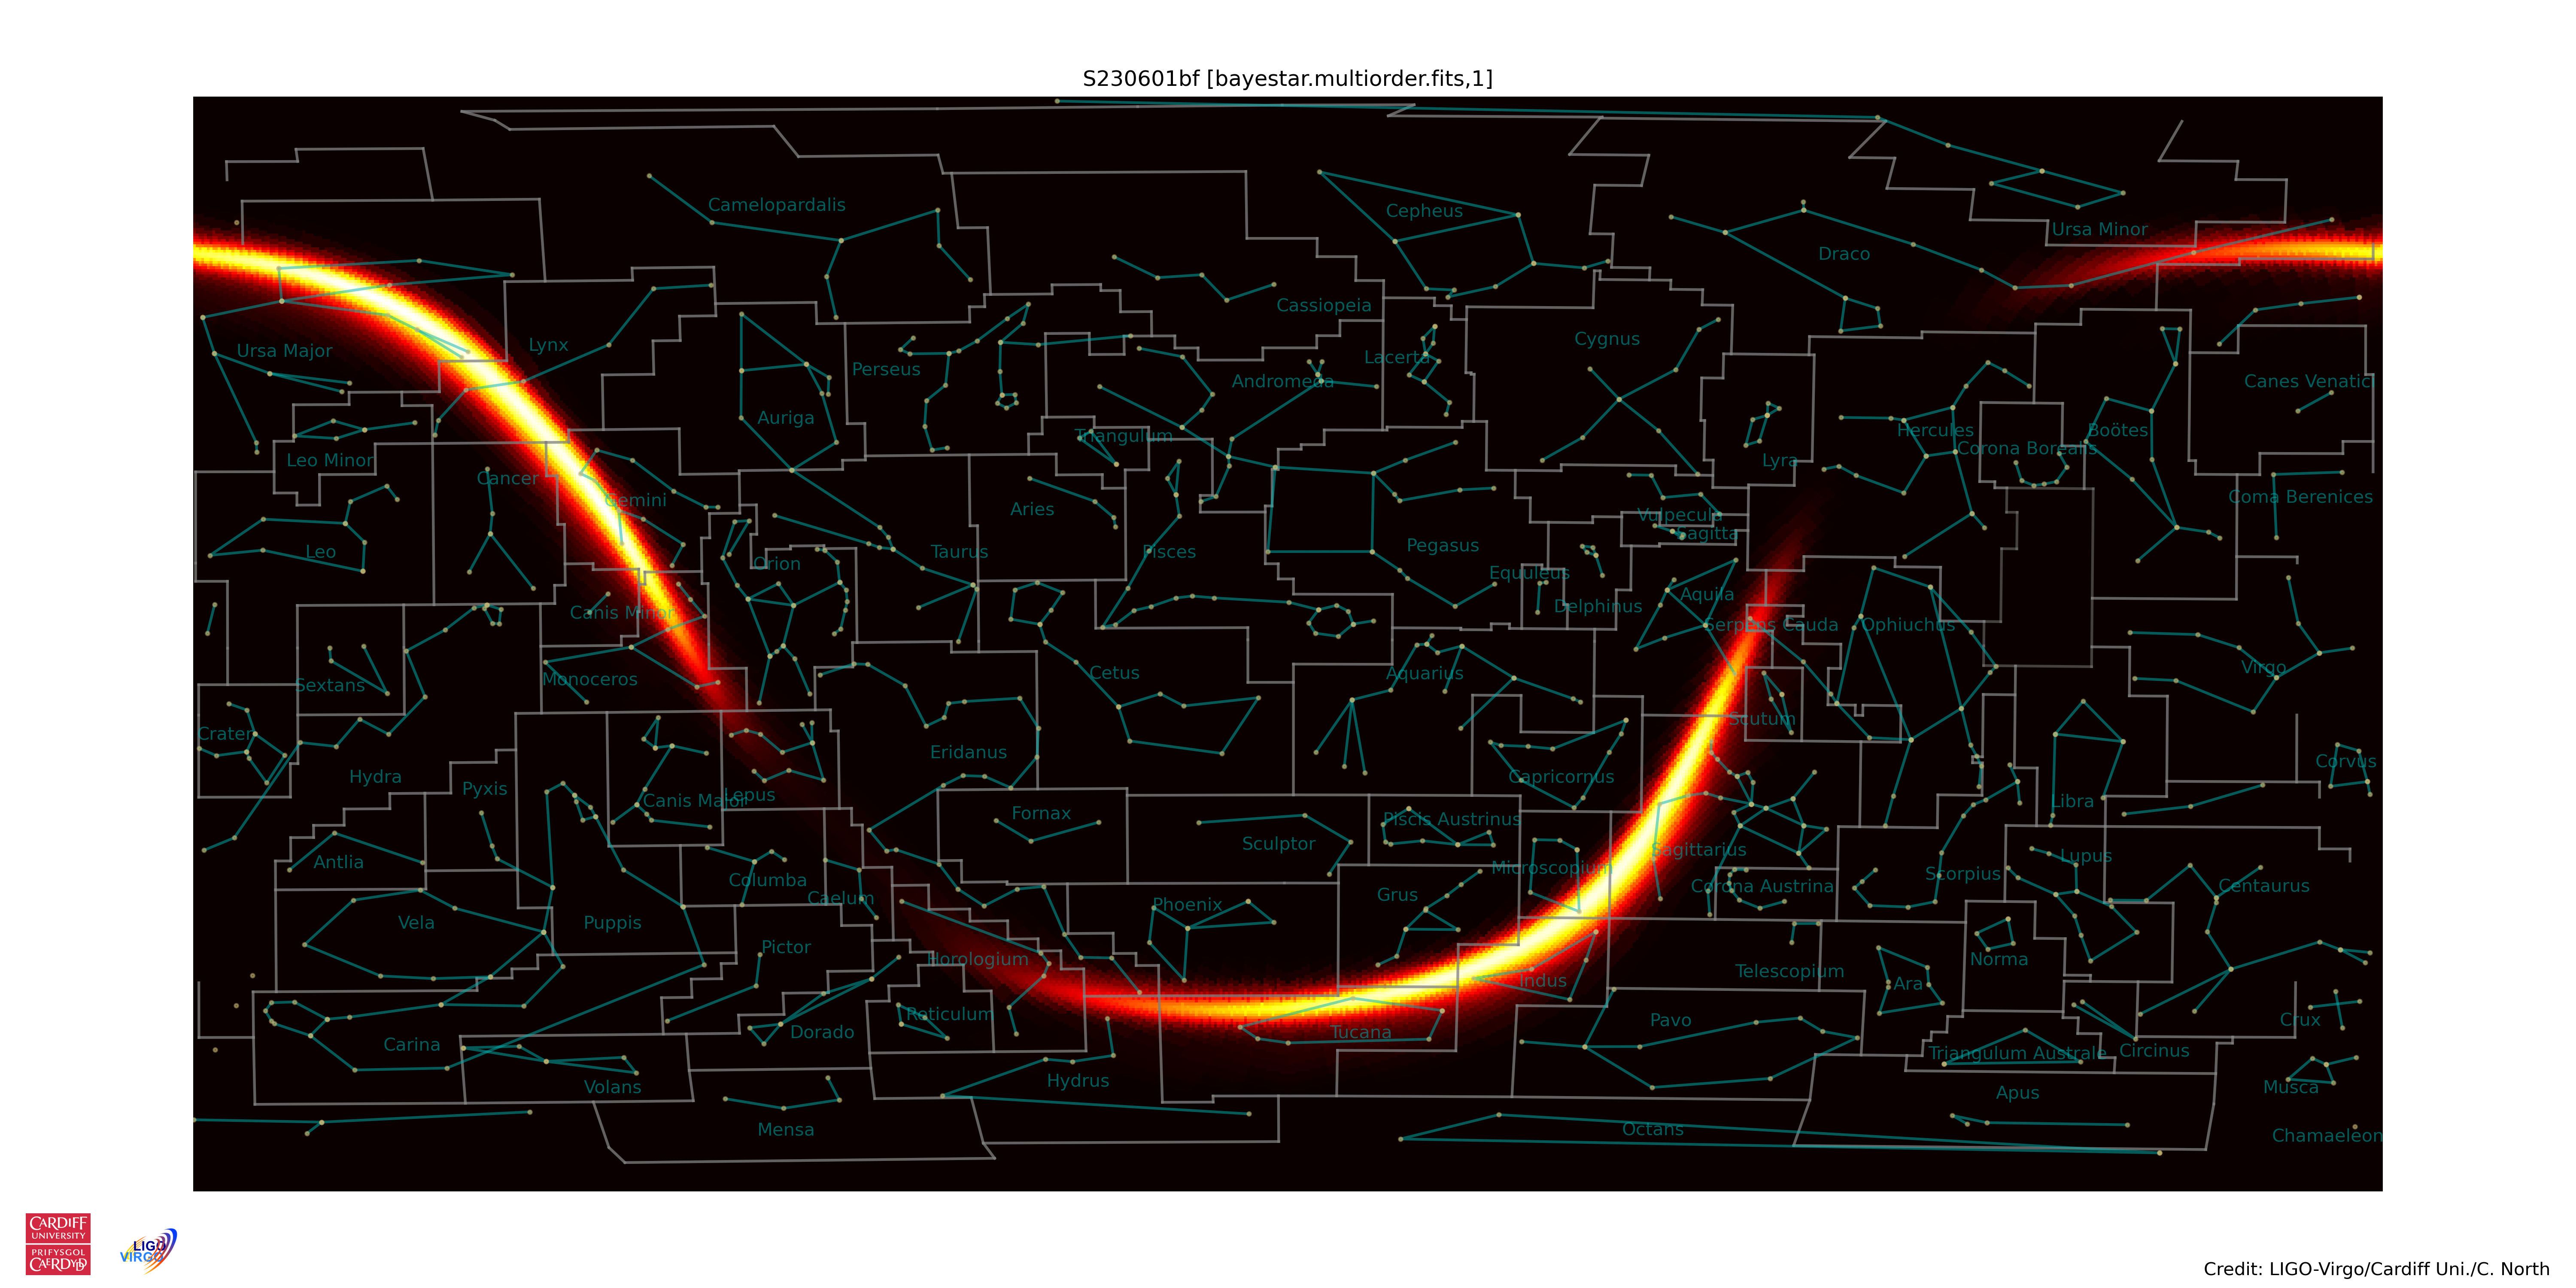 S230601bf [bayestar.multiorder.fits,1]
Camelopardalis
Cepheus
Ursa Minor
Draco
Cassiopeia
Ursa Major
Lynx
Cygnus
Perseus
Lacerta
Andromeda
Canes Venatici
Auriga
Triangulum
Hercules
Boötes
Corona Borealis
Leo Minor
Lyra
Cancer
Gemini
Coma Berenices
Aries
Vulpecula
Sagitta
Leo
Taurus
Pisces
Pegasus
Orion
Equuleus
Aquila
Canis Minor
Delphinus
Serpens Cauda
Ophiuchus
Sextans
Monoceros
Cetus
Aquarius
Virgo
Crater
Scutum
Eridanus
Hydra
Capricornus
Corvus
Pyxis
Canis Major
Lepus
Libra
Fornax
Piscis Austrinus
Sculptor
Sagittarius
Antlia
Lupus
Microscopium
Columba
Scorpius
Corona Austrina
Centaurus
Caelum
Grus
Phoenix
Vela
Puppis
Pictor
Horologium
Norma
Telescopium
Indus
Ara
Reticulum
Pavo
Crux
Dorado
Tucana
Carina
Triangulum Australe
Circinus
Volans
Hydrus
Musca
Apus
Mensa
Octans
Chamaeleon
CARDIFF
UNIVERSITY
PRIFYSGOL
CAERDYDD
LIGO
VIRGO
Credit: LIGO-Virgo/Cardiff Uni./C. North